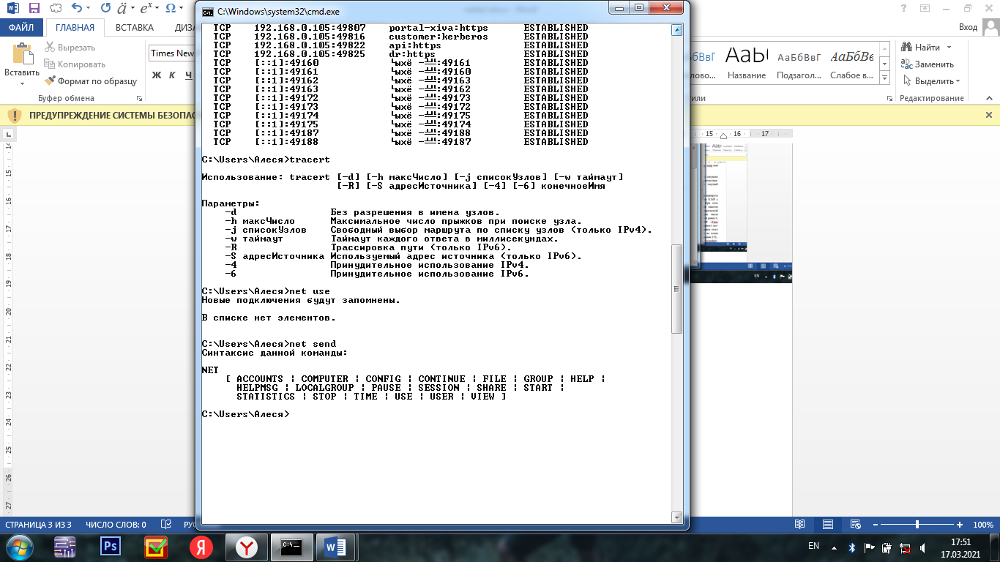 C:\Windows\system32\cmd.exe
ФАЙЛ ГЛАВНАЯ ВСТАВКА ДИЗ
Вход
Вставить
Вырезать
Копировать
Формат по образцу
Буфер обмена
Times New
Ж К Ч
АаБбВвГ АаБбВвГ АаБбВв
Название Подзагол... Слабое в...
Найти
Заменить
Выделить
Редактирование
ПРЕДУПРЕЖДЕНИЕ СИСТЕМЫ БЕЗОПАС
TCP 192.168.0.105:49807 portal-xiva:https ESTABLISHED
TCP 192.168.0.105:49816 customer:kerberos ESTABLISHED
TCP 192.168.0.105:49822 api:https ESTABLISHED
TCP 192.168.0.105:49825 dr:https ESTABLISHED
TCP [::1]:49160 └ыхё -╩╨:49161 ESTABLISHED
TCP [::1]:49161 └ыхё -╩╨:49160 ESTABLISHED
TCP [::1]:49162 └ыхё -╩╨:49163 ESTABLISHED
TCP [::1]:49163 └ыхё -╩╨:49162 ESTABLISHED
TCP [::1]:49172 └ыхё -╩╨:49173 ESTABLISHED
TCP [::1]:49173 └ыхё -╩╨:49172 ESTABLISHED
TCP [::1]:49174 └ыхё -╩╨:49175 ESTABLISHED
TCP [::1]:49175 └ыхё -╩╨:49174 ESTABLISHED
TCP [::1]:49187 └ыхё -╩╨:49188 ESTABLISHED
TCP [::1]:49188 └ыхё -╩╨:49187 ESTABLISHED
C:\Users\Алеся>tracert
Использование: tracert [-d] [-h максЧисло] [-j списокУзлов] [-w таймаут]
[-R] [-S адресИсточника] [-4] [-6] конечноеИмя
Параметры:
-d Без разрешения в имена узлов.
-h максЧисло Максимальное число прыжков при поиске узла.
-j списокУзлов Свободный выбор маршрута по списку узлов (только IPv4).
-w таймаут Таймаут каждого ответа в миллисекундах.
-R Трассировка пути (только IPv6).
-S адресИсточника Используемый адрес источника (только IPv6).
-4 Принудительное использование IPv4.
-6 Принудительное использование IPv6.
C:\Users\Алеся>net use
Новые подключения будут запомнены.
В списке нет элементов.
C:\Users\Алеся>net send
Синтаксис данной команды:
NET
[ ACCOUNTS ¦ COMPUTER ¦ CONFIG ¦ CONTINUE ¦ FILE ¦ GROUP ¦ HELP ¦
HELPMSG ¦ LOCALGROUP ¦ PAUSE ¦ SESSION ¦ SHARE ¦ START ¦
STATISTICS ¦ STOP ¦ TIME ¦ USE ¦ USER ¦ VIEW ]
C:\Users\Алеся>
СТРАНИЦА 3 ИЗ 3 ЧИСЛО СЛОВ: 0 РУС
100%
EN
17:51
17.03.2021